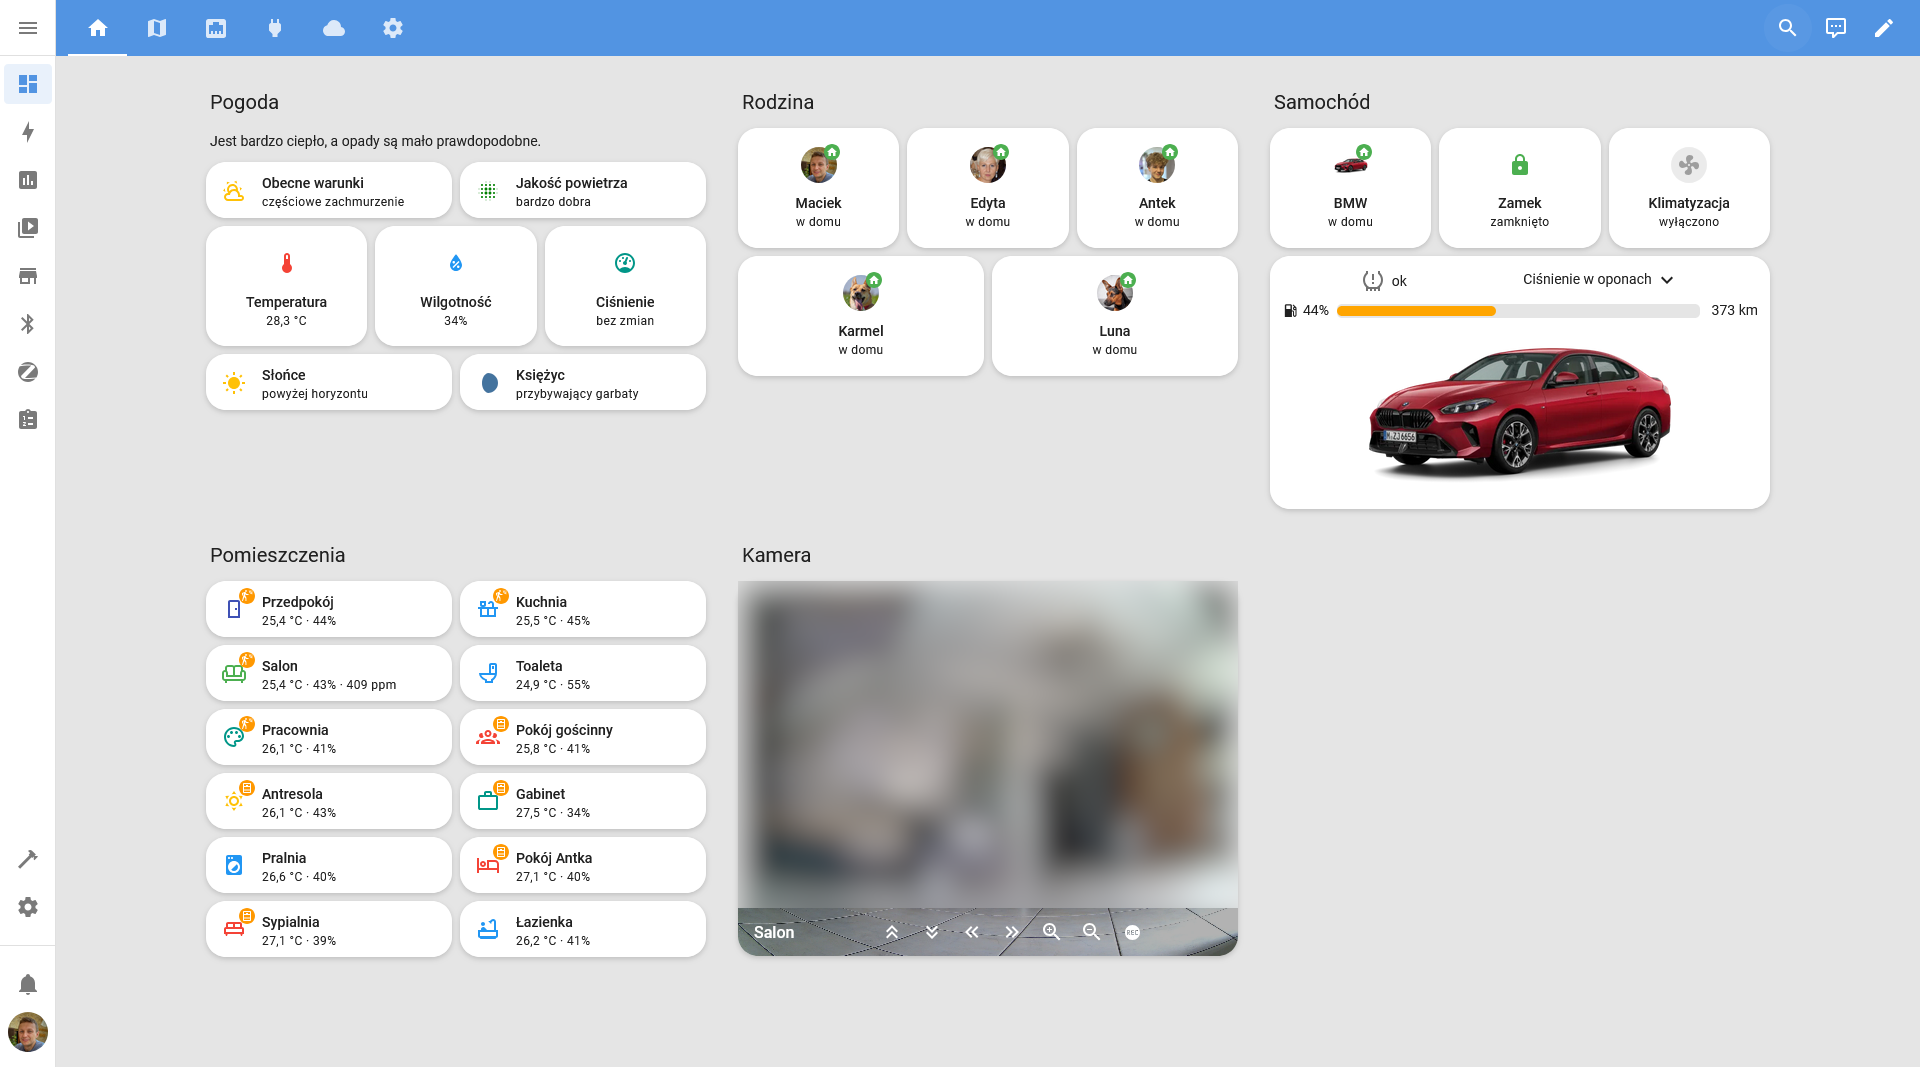 Pogoda
Jest bardzo ciepło, a opady są mało prawdopodobne.
Obecne warunki
częściowe zachmurzenie
Jakość powietrza
bardzo dobra
Temperatura
28,3 °C
Wilgotność
34%
Ciśnienie
bez zmian
Słońce
powyżej horyzontu
Księżyc
przybywający garbaty
Rodzina
Maciek
w domu
Edyta
w domu
Antek
w domu
Karmel
w domu
Luna
w domu
Samochód
BMW
w domu
Zamek
zamknięto
Klimatyzacja
wyłączono
ok
Ciśnienie w oponach
44%
373 km
Pomieszczenia
Przedpokój
25,4 °C · 44%
Kuchnia
25,5 °C · 45%
Salon
25,4 °C · 43% · 409 ppm
Toaleta
24,9 °C · 55%
Pracownia
26,1 °C · 41%
Pokój gościnny
25,8 °C · 41%
Antresola
26,1 °C · 43%
Gabinet
27,5 °C · 34%
Pralnia
26,6 °C · 40%
Pokój Antka
27,1 °C · 40%
Sypialnia
27,1 °C · 39%
Łazienka
26,2 °C · 41%
Kamera
Salon
REC